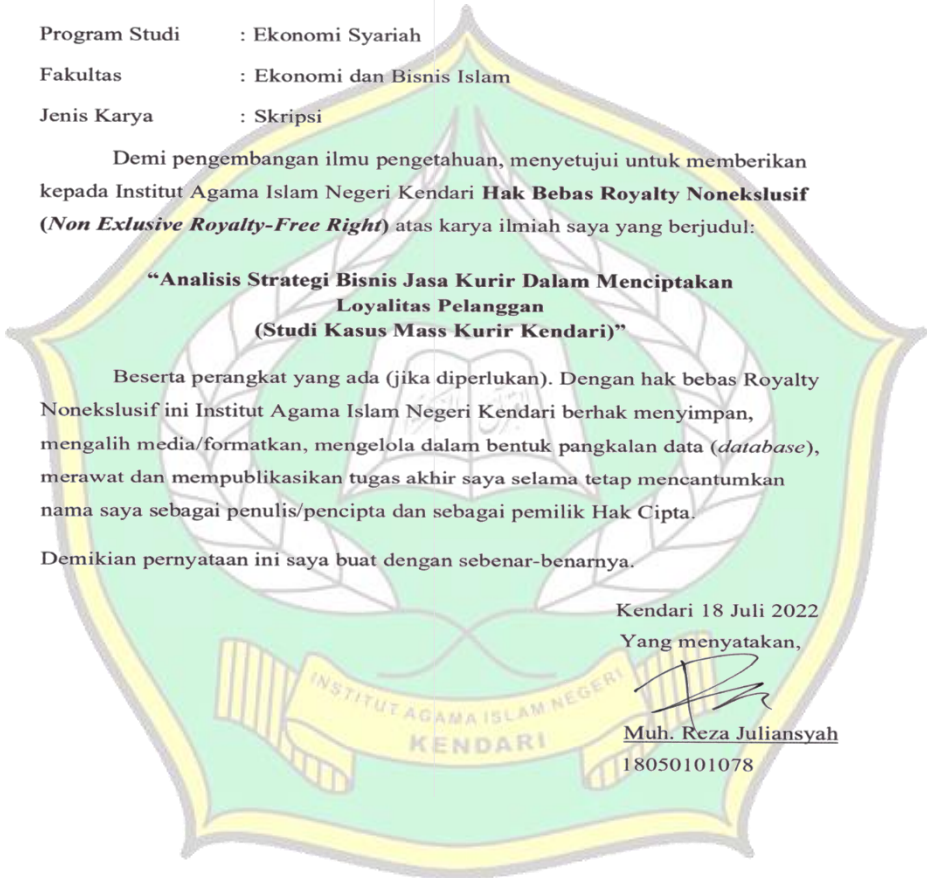 Program Studi : Ekonomi Syariah
Fakultas : Ekonomi dan Bisnis Islam
Jenis Karya : Skripsi
Demi pengembangan ilmu pengetahuan, menyetujui untuk memberikan
kepada Institut Agama Islam Negeri Kendari Hak Bebas Royalty Nonekslusif
(Non Exlusive Royalty-Free Right) atas karya ilmiah saya yang berjudul:
“Analisis Strategi Bisnis Jasa Kurir Dalam Menciptakan
Loyalitas Pelanggan
(Studi Kasus Mass Kurir Kendari)”
Beserta perangkat yang ada (jika diperlukan). Dengan hak bebas Royalty
Nonekslusif ini Institut Agama Islam Negeri Kendari berhak menyimpan,
mengalih media/formatkan, mengelola dalam bentuk pangkalan data (database),
merawat dan mempublikasikan tugas akhir saya selama tetap mencantumkan
nama saya sebagai penulis/pencipta dan sebagai pemilik Hak Cipta.
Demikian pernyataan ini saya buat dengan sebenar-benarnya.
Kendari 18 Juli 2022
Yang menyatakan,
Muh. Reza Juliansyah
18050101078
INSTITUT AGAMA ISLAM NEGERI
KENDARI